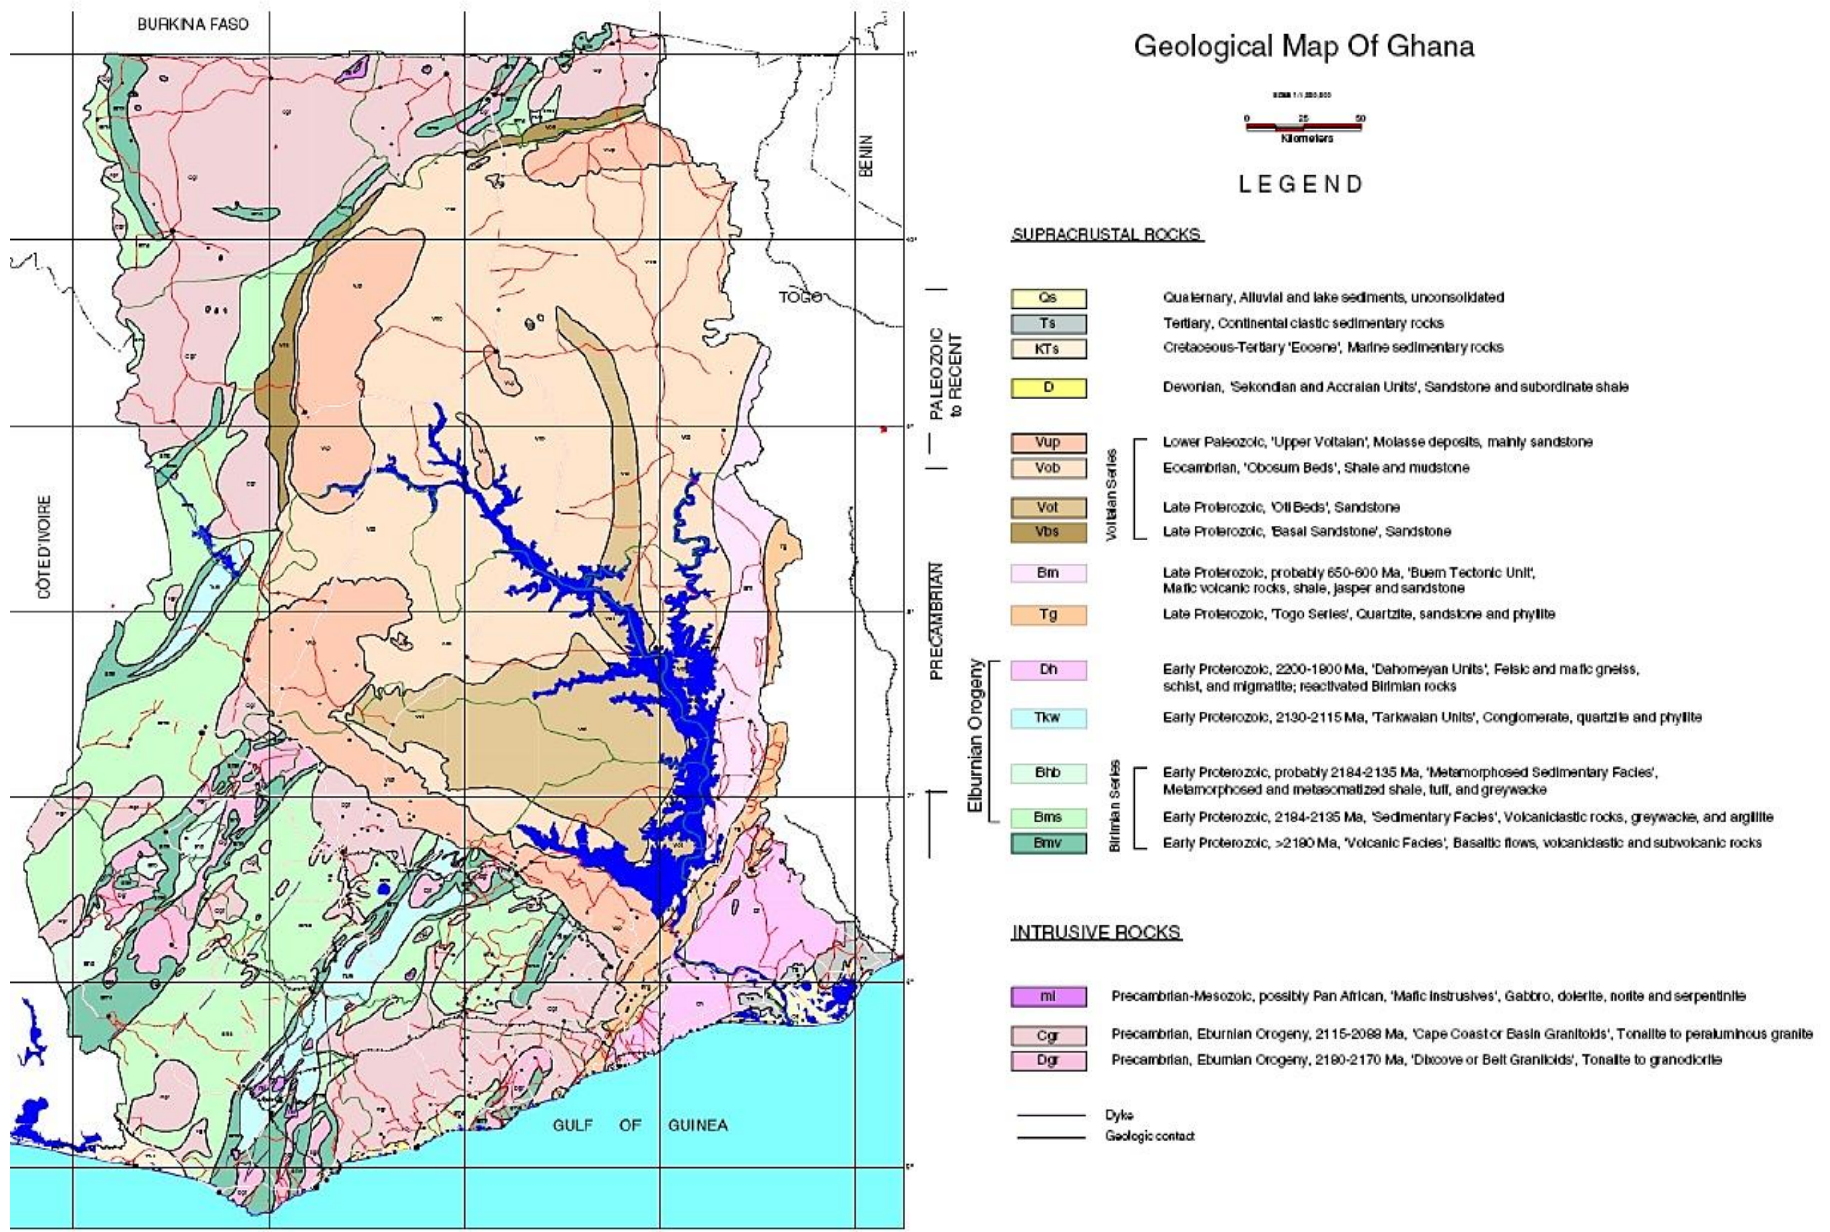 BURKINA FASO
BENIN
TOGO
CÔTED'IVOIRE
GULF OF GUINEA
11°
10°
9°
8°
7°
6°
5°
Geological Map Of Ghana
0 25 50
Kilometers
LEGEND
SUPRACRUSTAL ROCKS
PALEOZOIC
to RECENT
PRECAMBRIAN
Elburnian Orogeny
Voltaian Series
Birimian Series
Qs Quaternary, Alluvial and lake sediments, unconsolidated
Ts Tertiary, Continental clastic sedimentary rocks
KTs Cretaceous-Tertiary 'Eocene', Marine sedimentary rocks
D Devonian, 'Sekondian and Accraian Units', Sandstone and subordinate shale
Vup Lower Paleozoic, 'Upper Voltaian', Molasse deposits, mainly sandstone
Vob Eocambrian, 'Obosum Beds', Shale and mudstone
Vot Late Proterozoic, 'Oti Beds', Sandstone
Vbs Late Proterozoic, 'Basal Sandstone', Sandstone
Bm Late Proterozoic, probably 650-600 Ma, 'Buem Tectonic Unit',
Mafic volcanic rocks, shale, jasper and sandstone
Tg Late Proterozoic, 'Togo Series', Quartzite, sandstone and phyllite
Dh Early Proterozoic, 2200-1800 Ma, 'Dahomeyan Units', Felsic and mafic gneiss,
schist, and migmatite; reactivated Birimian rocks
Tkw Early Proterozoic, 2130-2115 Ma, 'Tarkwaian Units', Conglomerate, quartzite and phyllite
Bhb Early Proterozoic, probably 2184-2135 Ma, 'Metamorphosed Sedimentary Facies',
Metamorphosed and metasomatized shale, tuff, and greywacke
Bms Early Proterozoic, 2184-2135 Ma, 'Sedimentary Facies', Volcaniclastic rocks, greywacke, and argillite
Bmv Early Proterozoic, >2180 Ma, 'Volcanic Facies', Basaltic flows, volcaniclastic and subvolcanic rocks
INTRUSIVE ROCKS
mi Precambrian-Mesozoic, possibly Pan African, 'Mafic Instrusives', Gabbro, dolerite, norite and serpentinite
Cgr Precambrian, Eburnian Orogeny, 2115-2088 Ma, 'Cape Coast or Basin Granitoids', Tonalite to peraluminous granite
Dgr Precambrian, Eburnian Orogeny, 2180-2170 Ma, 'Dixcove or Belt Granitoids', Tonalite to granodiorite
Dyke
Geologic contact